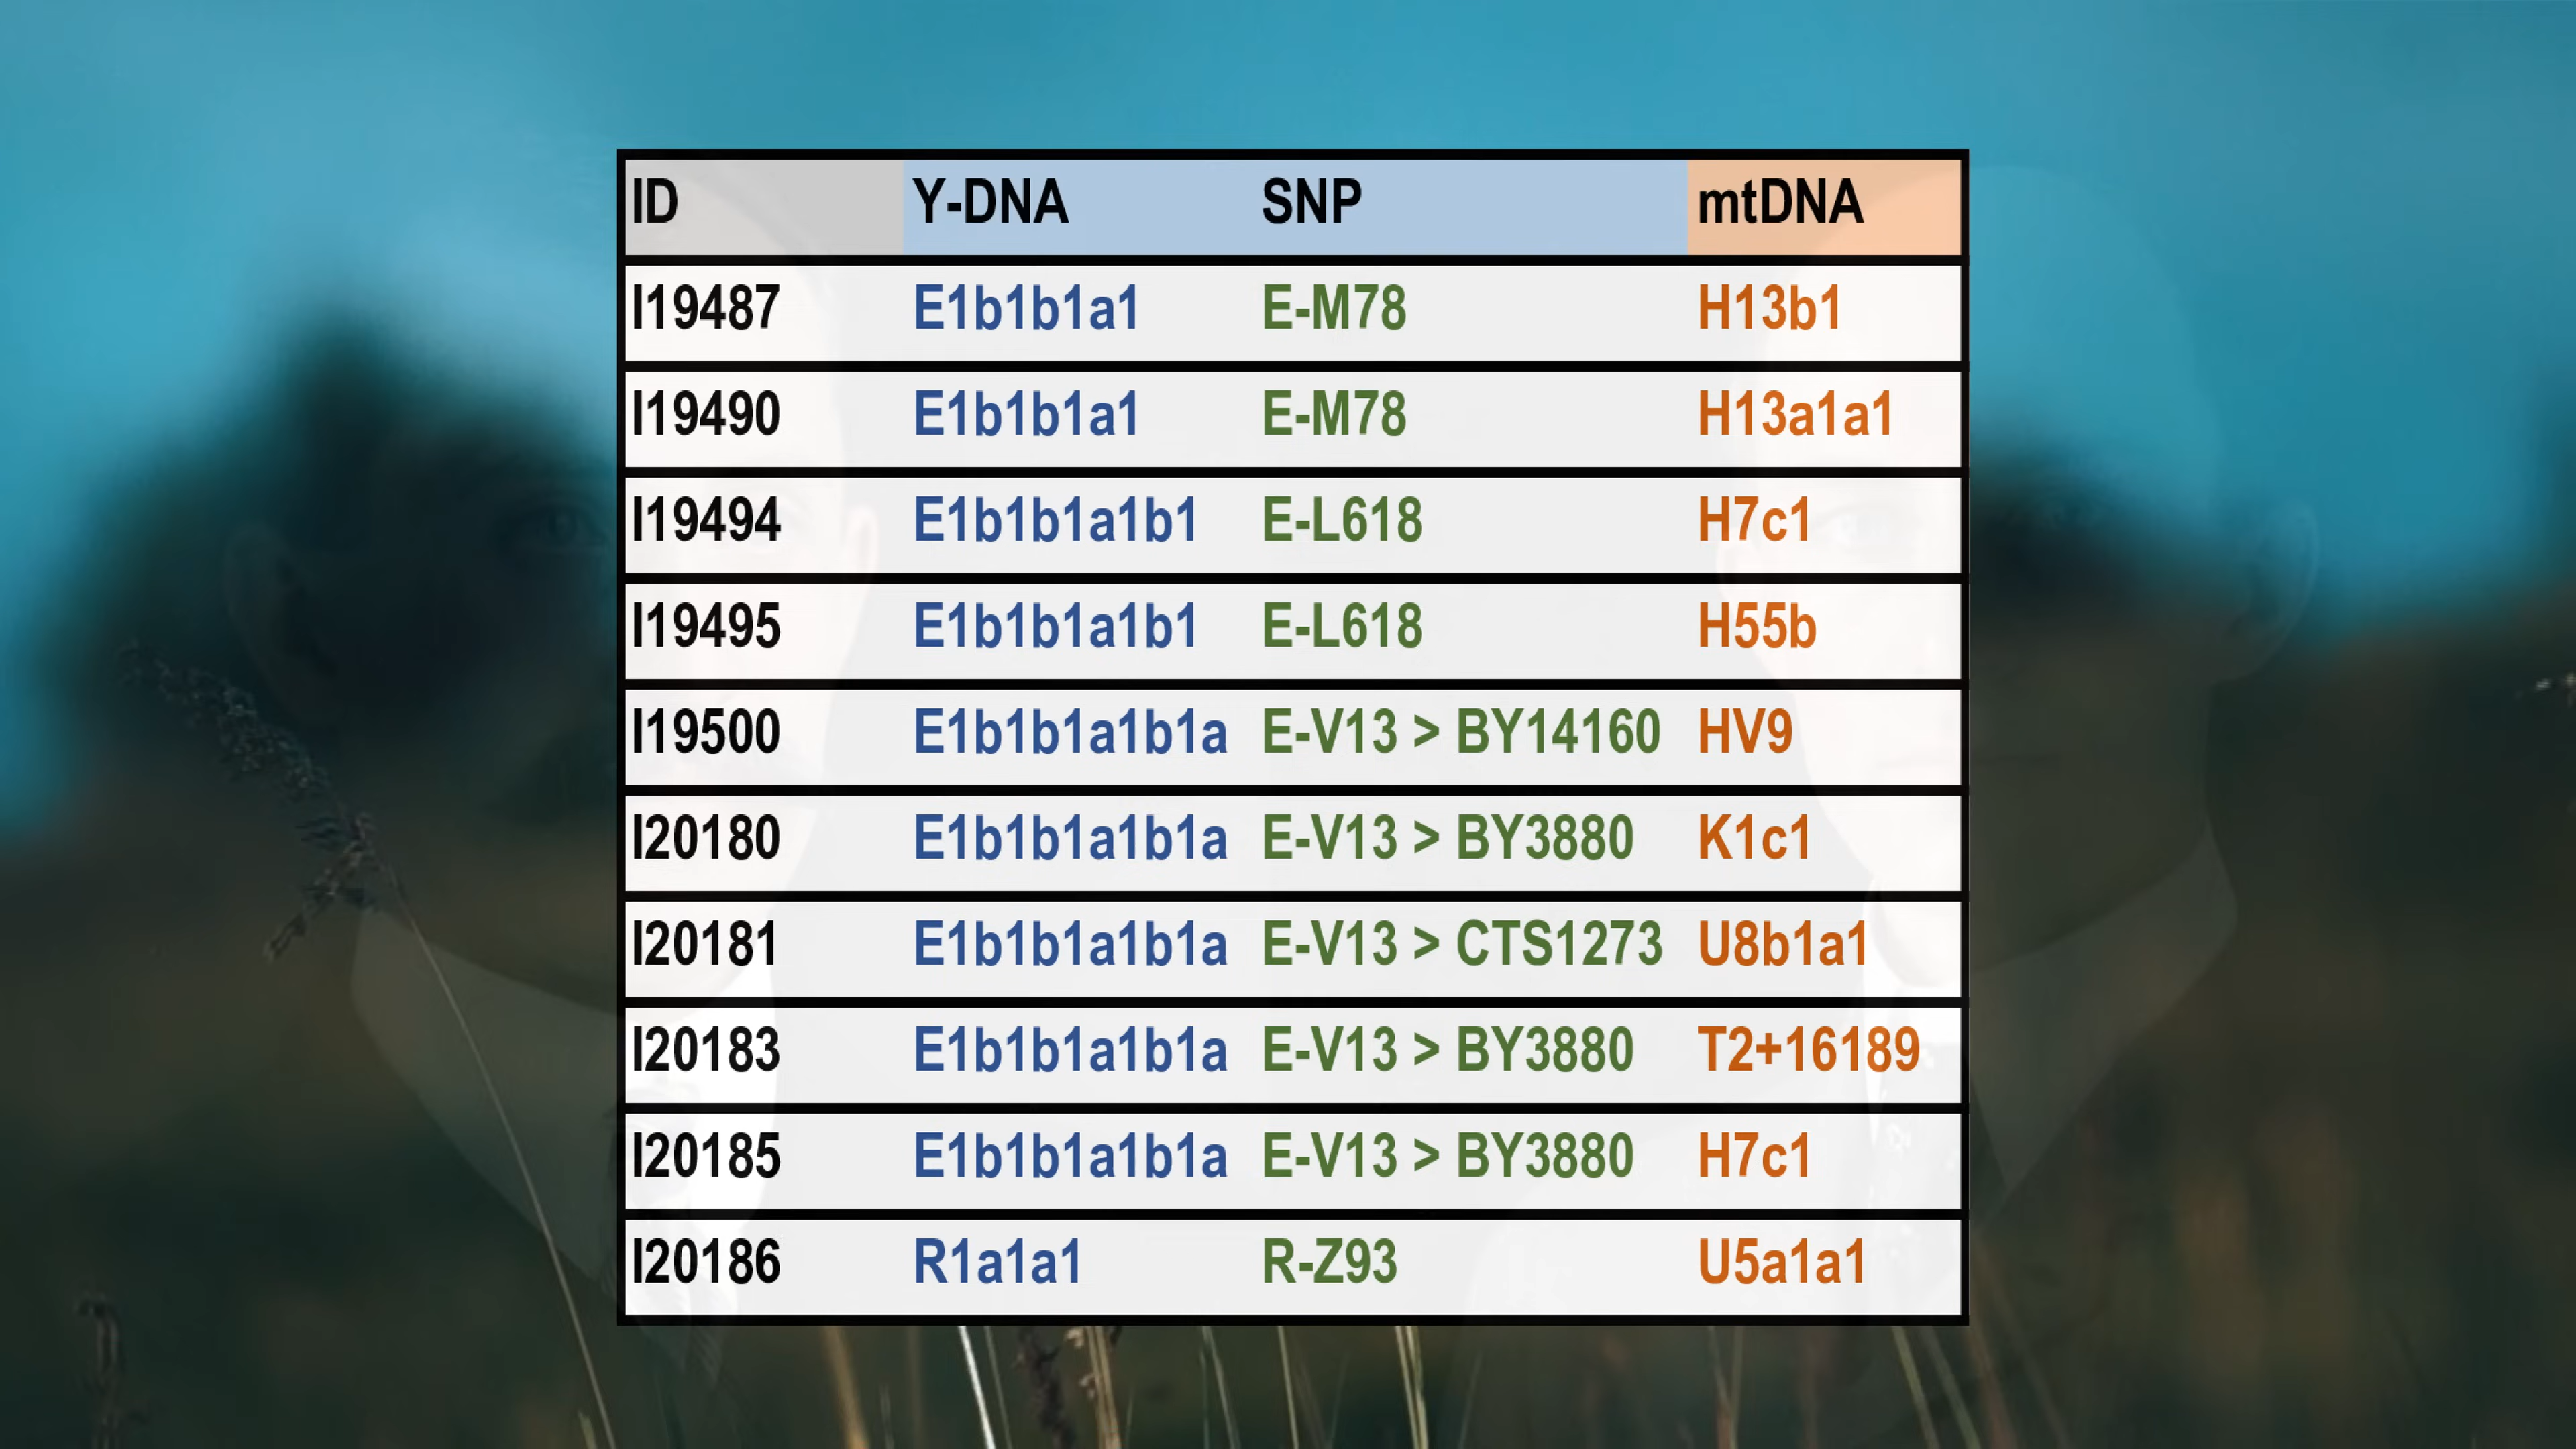 ID Y-DNA SNP mtDNA
I19487 E1b1b1a1 E-M78 H13b1
I19490 E1b1b1a1 E-M78 H13a1a1
I19494 E1b1b1a1b1 E-L618 H7c1
I19495 E1b1b1a1b1 E-L618 H55b
I19500 E1b1b1a1b1a E-V13 > BY14160 HV9
I20180 E1b1b1a1b1a E-V13 > BY3880 K1c1
I20181 E1b1b1a1b1a E-V13 > CTS1273 U8b1a1
I20183 E1b1b1a1b1a E-V13 > BY3880 T2+16189
I20185 E1b1b1a1b1a E-V13 > BY3880 H7c1
I20186 R1a1a1 R-Z93 U5a1a1